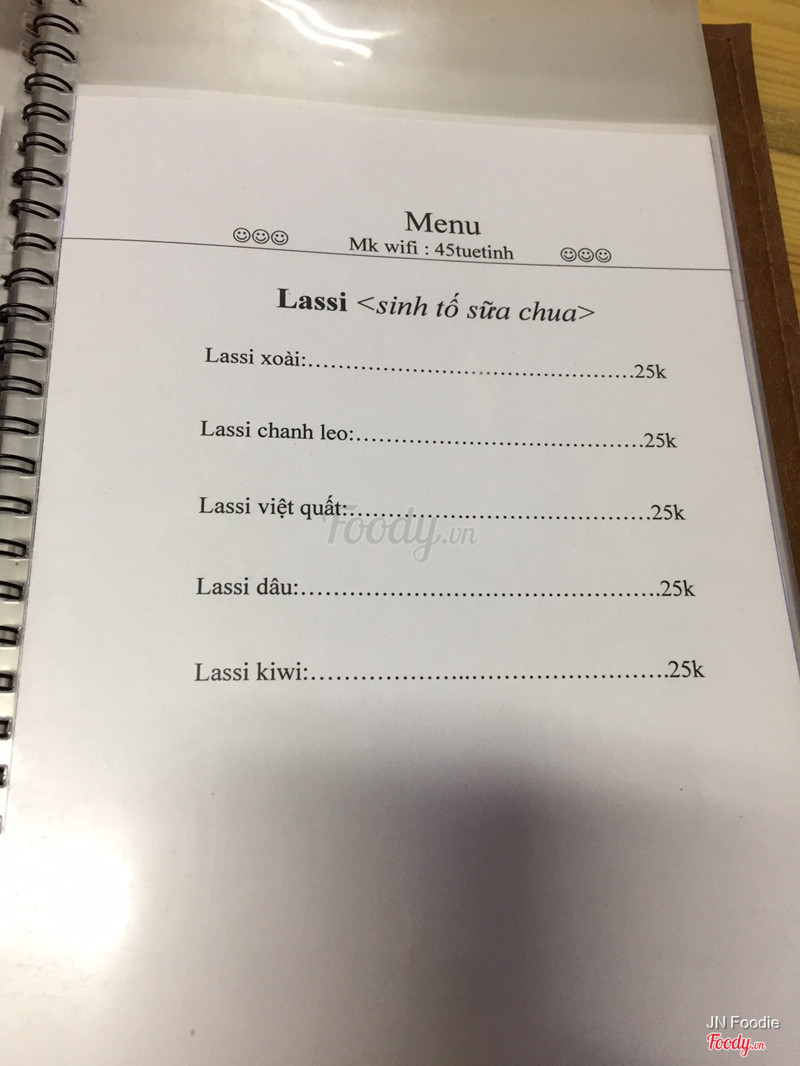 Menu
☺☺☺ Mk wifi : 45tuetinh ☺☺☺
Lassi <sinh tố sữa chua>
Lassi xoài:.............................................25k
Lassi chanh leo:.......................................25k
Lassi việt quất:.........................................25k
Foody.vn
Lassi dâu:................................................25k
Lassi kiwi:................................................25k
JN Foodie
Foody.vn